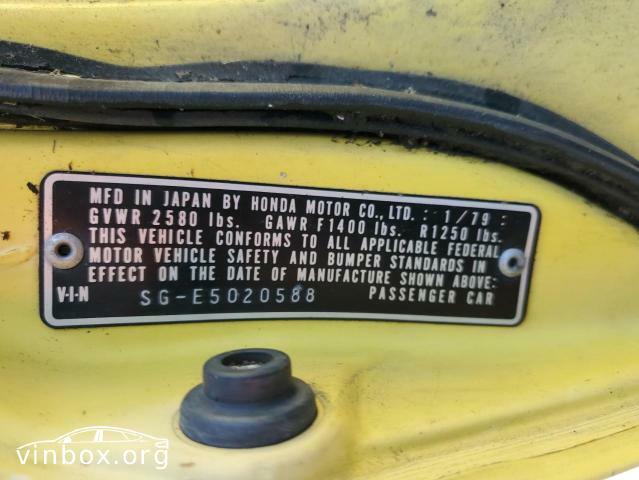 MFD IN JAPAN BY HONDA MOTOR CO., LTD. : 1/79 :
GVWR 2580 lbs. GAWR F1400 lbs. R1250 lbs.
THIS VEHICLE CONFORMS TO ALL APPLICABLE FEDERAL
MOTOR VEHICLE SAFETY AND BUMPER STANDARDS IN
EFFECT ON THE DATE OF MANUFACTURE SHOWN ABOVE:
V-I-N SG-E5020588 PASSENGER CAR
vinbox.org